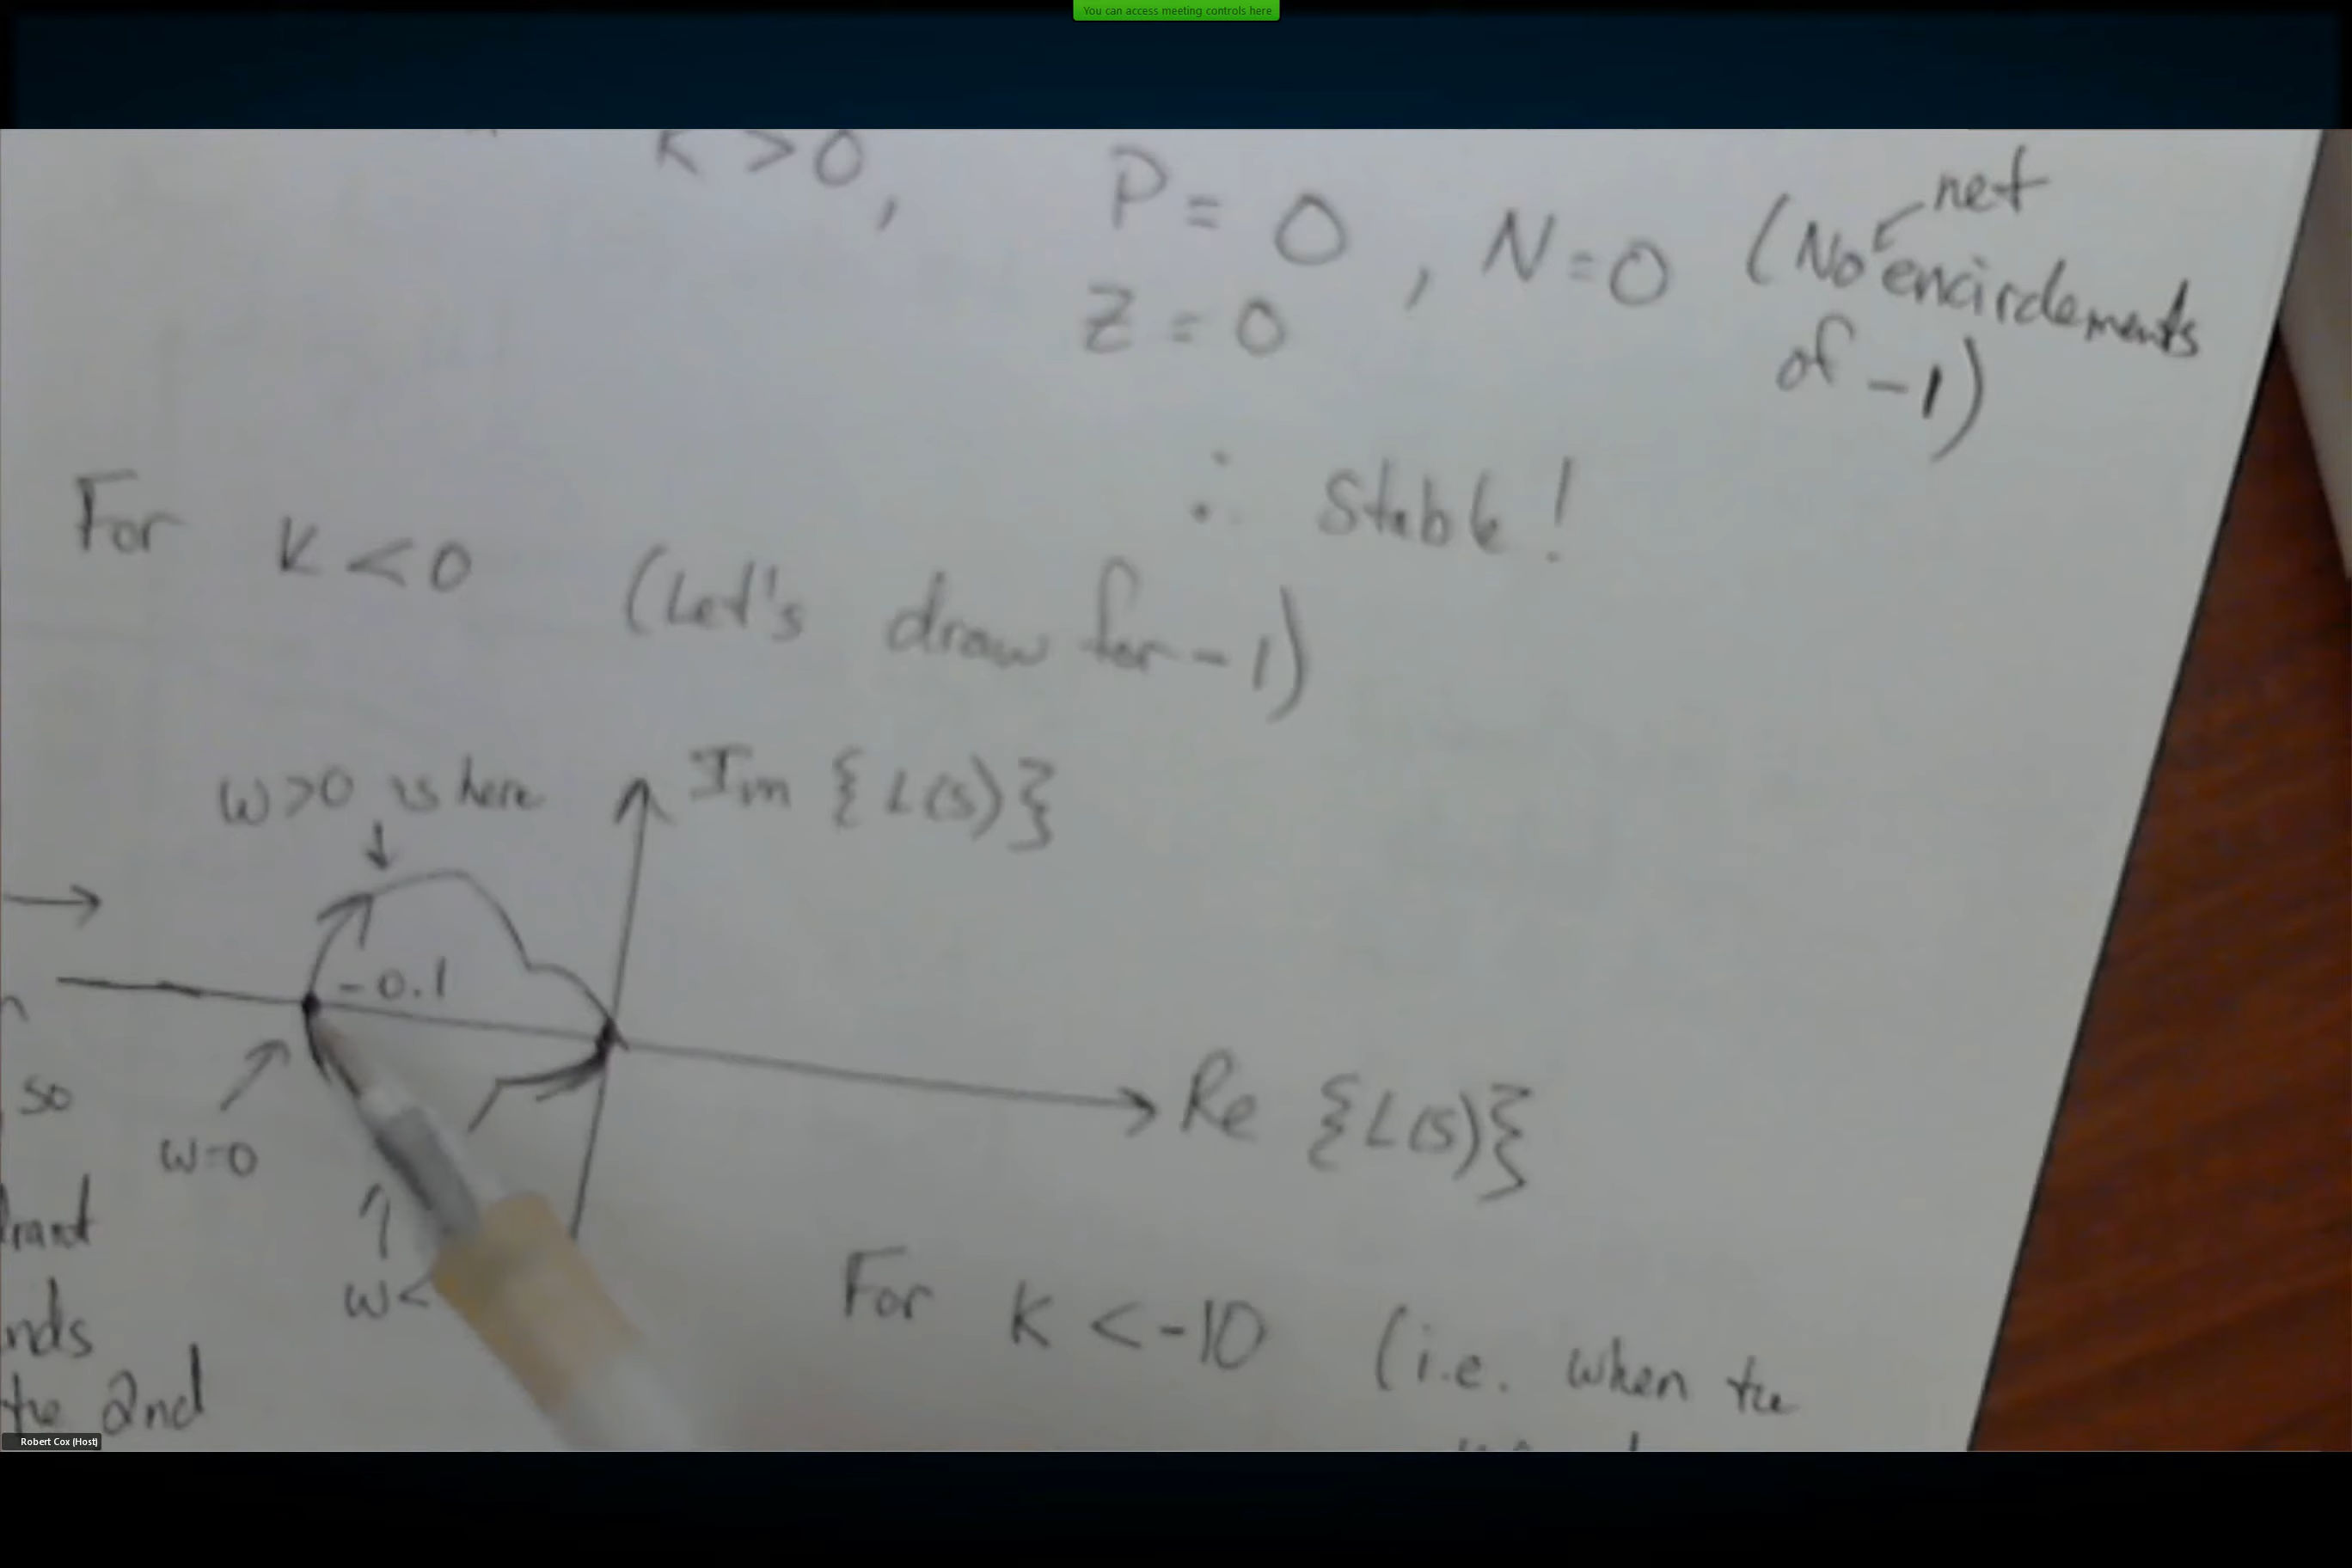 You can access meeting controls here
K > 0, P = 0, N = 0 (No net encirclements
Z = 0
of -1)
∴ Stable!
For K < 0 (Let's draw for -1)
w > 0 is here
Im {L(s)}
-0.1
so
w=0
Re {L(s)}
w<
nds
For K < -10 (i.e. when the
the 2nd
Robert Cox (Host)